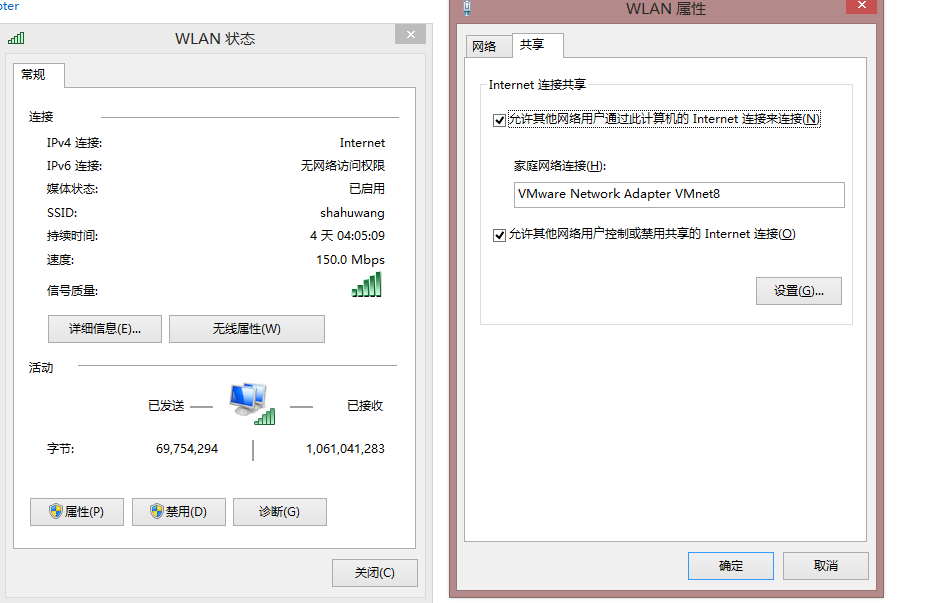 oter
WLAN 状态
常规
连接
IPv4 连接: Internet
IPv6 连接: 无网络访问权限
媒体状态: 已启用
SSID: shahuwang
持续时间: 4 天 04:05:09
速度: 150.0 Mbps
信号质量:
详细信息(E)... 无线属性(W)
活动
已发送 已接收
字节: 69,754,294 1,061,041,283
属性(P) 禁用(D) 诊断(G)
关闭(C)
WLAN 属性
网络 共享
Internet 连接共享
允许其他网络用户通过此计算机的 Internet 连接来连接(N)
家庭网络连接(H):
VMware Network Adapter VMnet8
允许其他网络用户控制或禁用共享的 Internet 连接(O)
设置(G)...
确定 取消